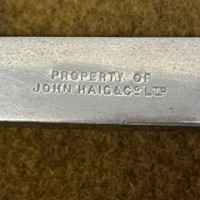 PROPERTY OF
JOHN HAIG & Co LTD